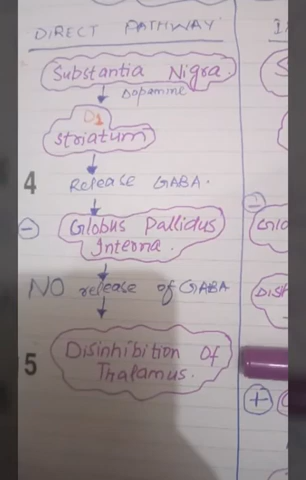 DIRECT PATHWAY
Substantia Nigra.
Dopamine
D1
Striatum
4
Release GABA.
-
Globus Pallidus
Interna.
NO release of GABA
5
Disinhibition Of
Thalamus.
-
+